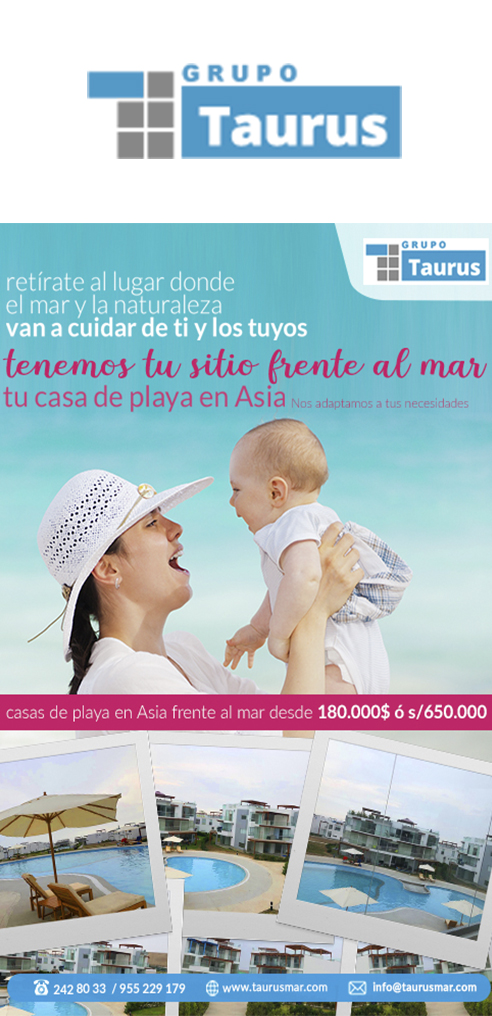 GRUPO
Taurus
GRUPO
Taurus
retírate al lugar donde
el mar y la naturaleza
van a cuidar de ti y los tuyos
tenemos tu sitio frente al mar
tu casa de playa en Asia Nos adaptamos a tus necesidades
casas de playa en Asia frente al mar desde 180.000$ ó s/650.000
242 80 33 / 955 229 179 www.taurusmar.com info@taurusmar.com